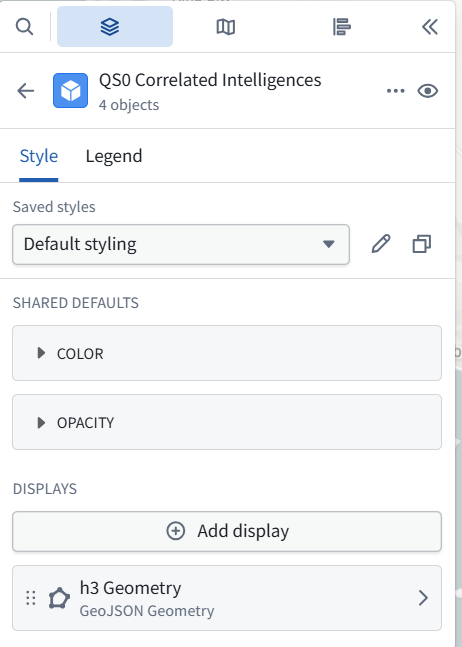 QS0 Correlated Intelligences
4 objects
Style
Legend
Saved styles
Default styling
SHARED DEFAULTS
COLOR
OPACITY
DISPLAYS
Add display
h3 Geometry
GeoJSON Geometry